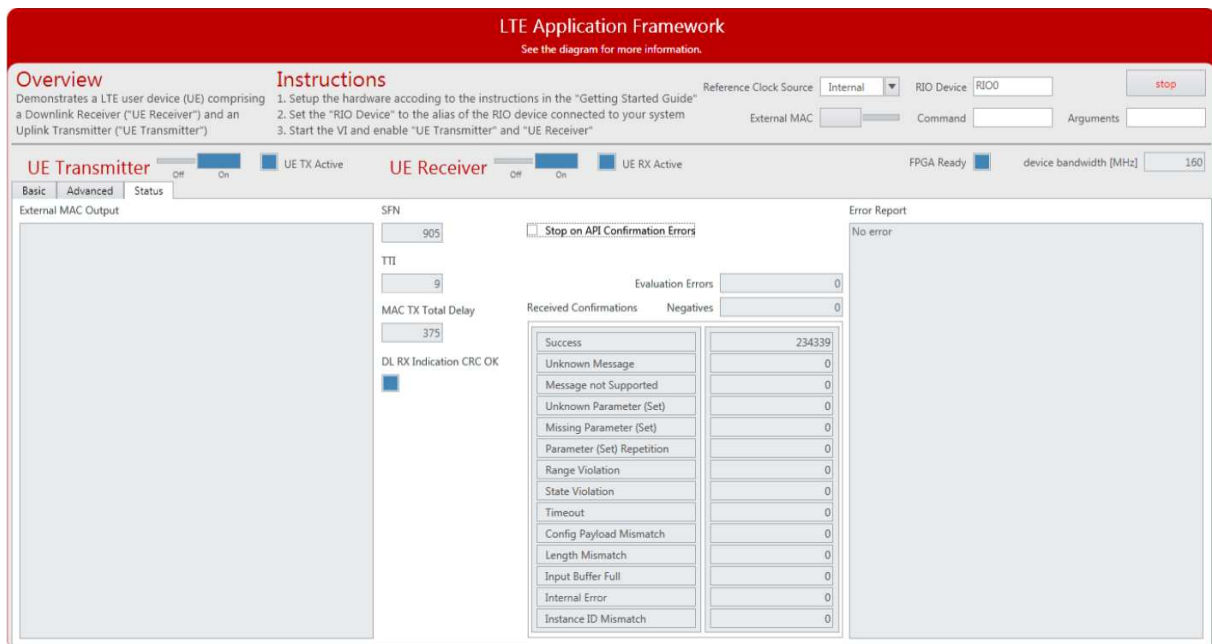 LTE Application Framework
See the diagram for more information.
Overview
Demonstrates a LTE user device (UE) comprising
a Downlink Receiver ("UE Receiver") and an
Uplink Transmitter ("UE Transmitter")
Instructions
1. Setup the hardware accoding to the instructions in the "Getting Started Guide"
2. Set the "RIO Device" to the alias of the RIO device connected to your system
3. Start the VI and enable "UE Transmitter" and "UE Receiver"
Reference Clock Source Internal RIO Device RIO0 stop
External MAC Command Arguments
UE Transmitter Off On UE TX Active UE Receiver Off On UE RX Active FPGA Ready device bandwidth [MHz] 160
Basic Advanced Status
External MAC Output
SFN
905
TTI
9
MAC TX Total Delay
375
DL RX Indication CRC OK
Stop on API Confirmation Errors
Evaluation Errors 0
Received Confirmations Negatives 0
Success 234339
Unknown Message 0
Message not Supported 0
Unknown Parameter (Set) 0
Missing Parameter (Set) 0
Parameter (Set) Repetition 0
Range Violation 0
State Violation 0
Timeout 0
Config Payload Mismatch 0
Length Mismatch 0
Input Buffer Full 0
Internal Error 0
Instance ID Mismatch 0
Error Report
No error